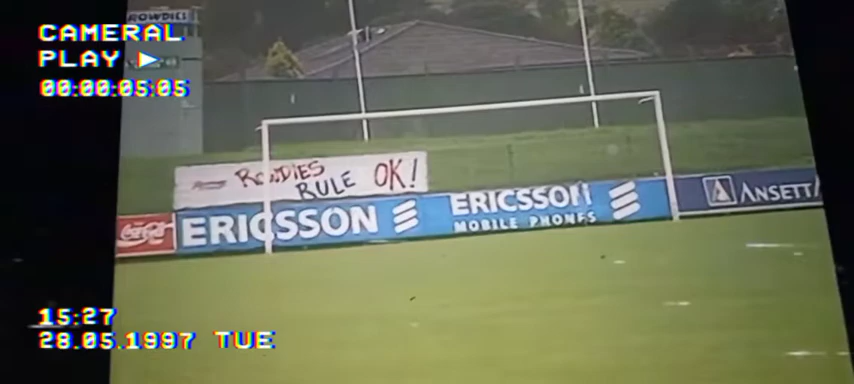 ROWDIES
CAMERAL
PLAY
00:00:05:05
ROWDIES
RULE OK!
Coca-Cola
ERICSSON
ERICSSON
MOBILE PHONES
ANSETT
15:27
28.05.1997 TUE